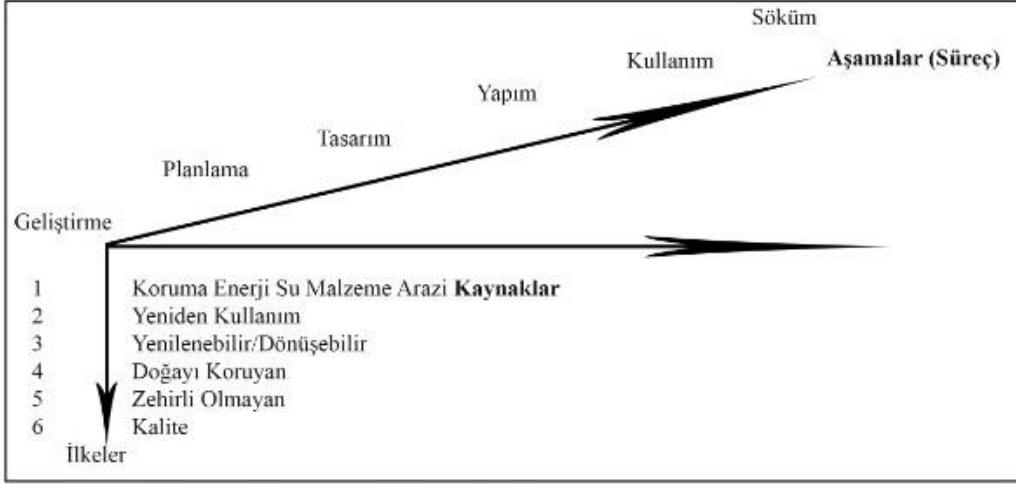 Söküm
Kullanım
Aşamalar (Süreç)
Yapım
Tasarım
Planlama
Geliştirme
1 Koruma Enerji Su Malzeme Arazi Kaynaklar
2 Yeniden Kullanım
3 Yenilenebilir/Dönüşebilir
4 Doğayı Koruyan
5 Zehirli Olmayan
6 Kalite
İlkeler